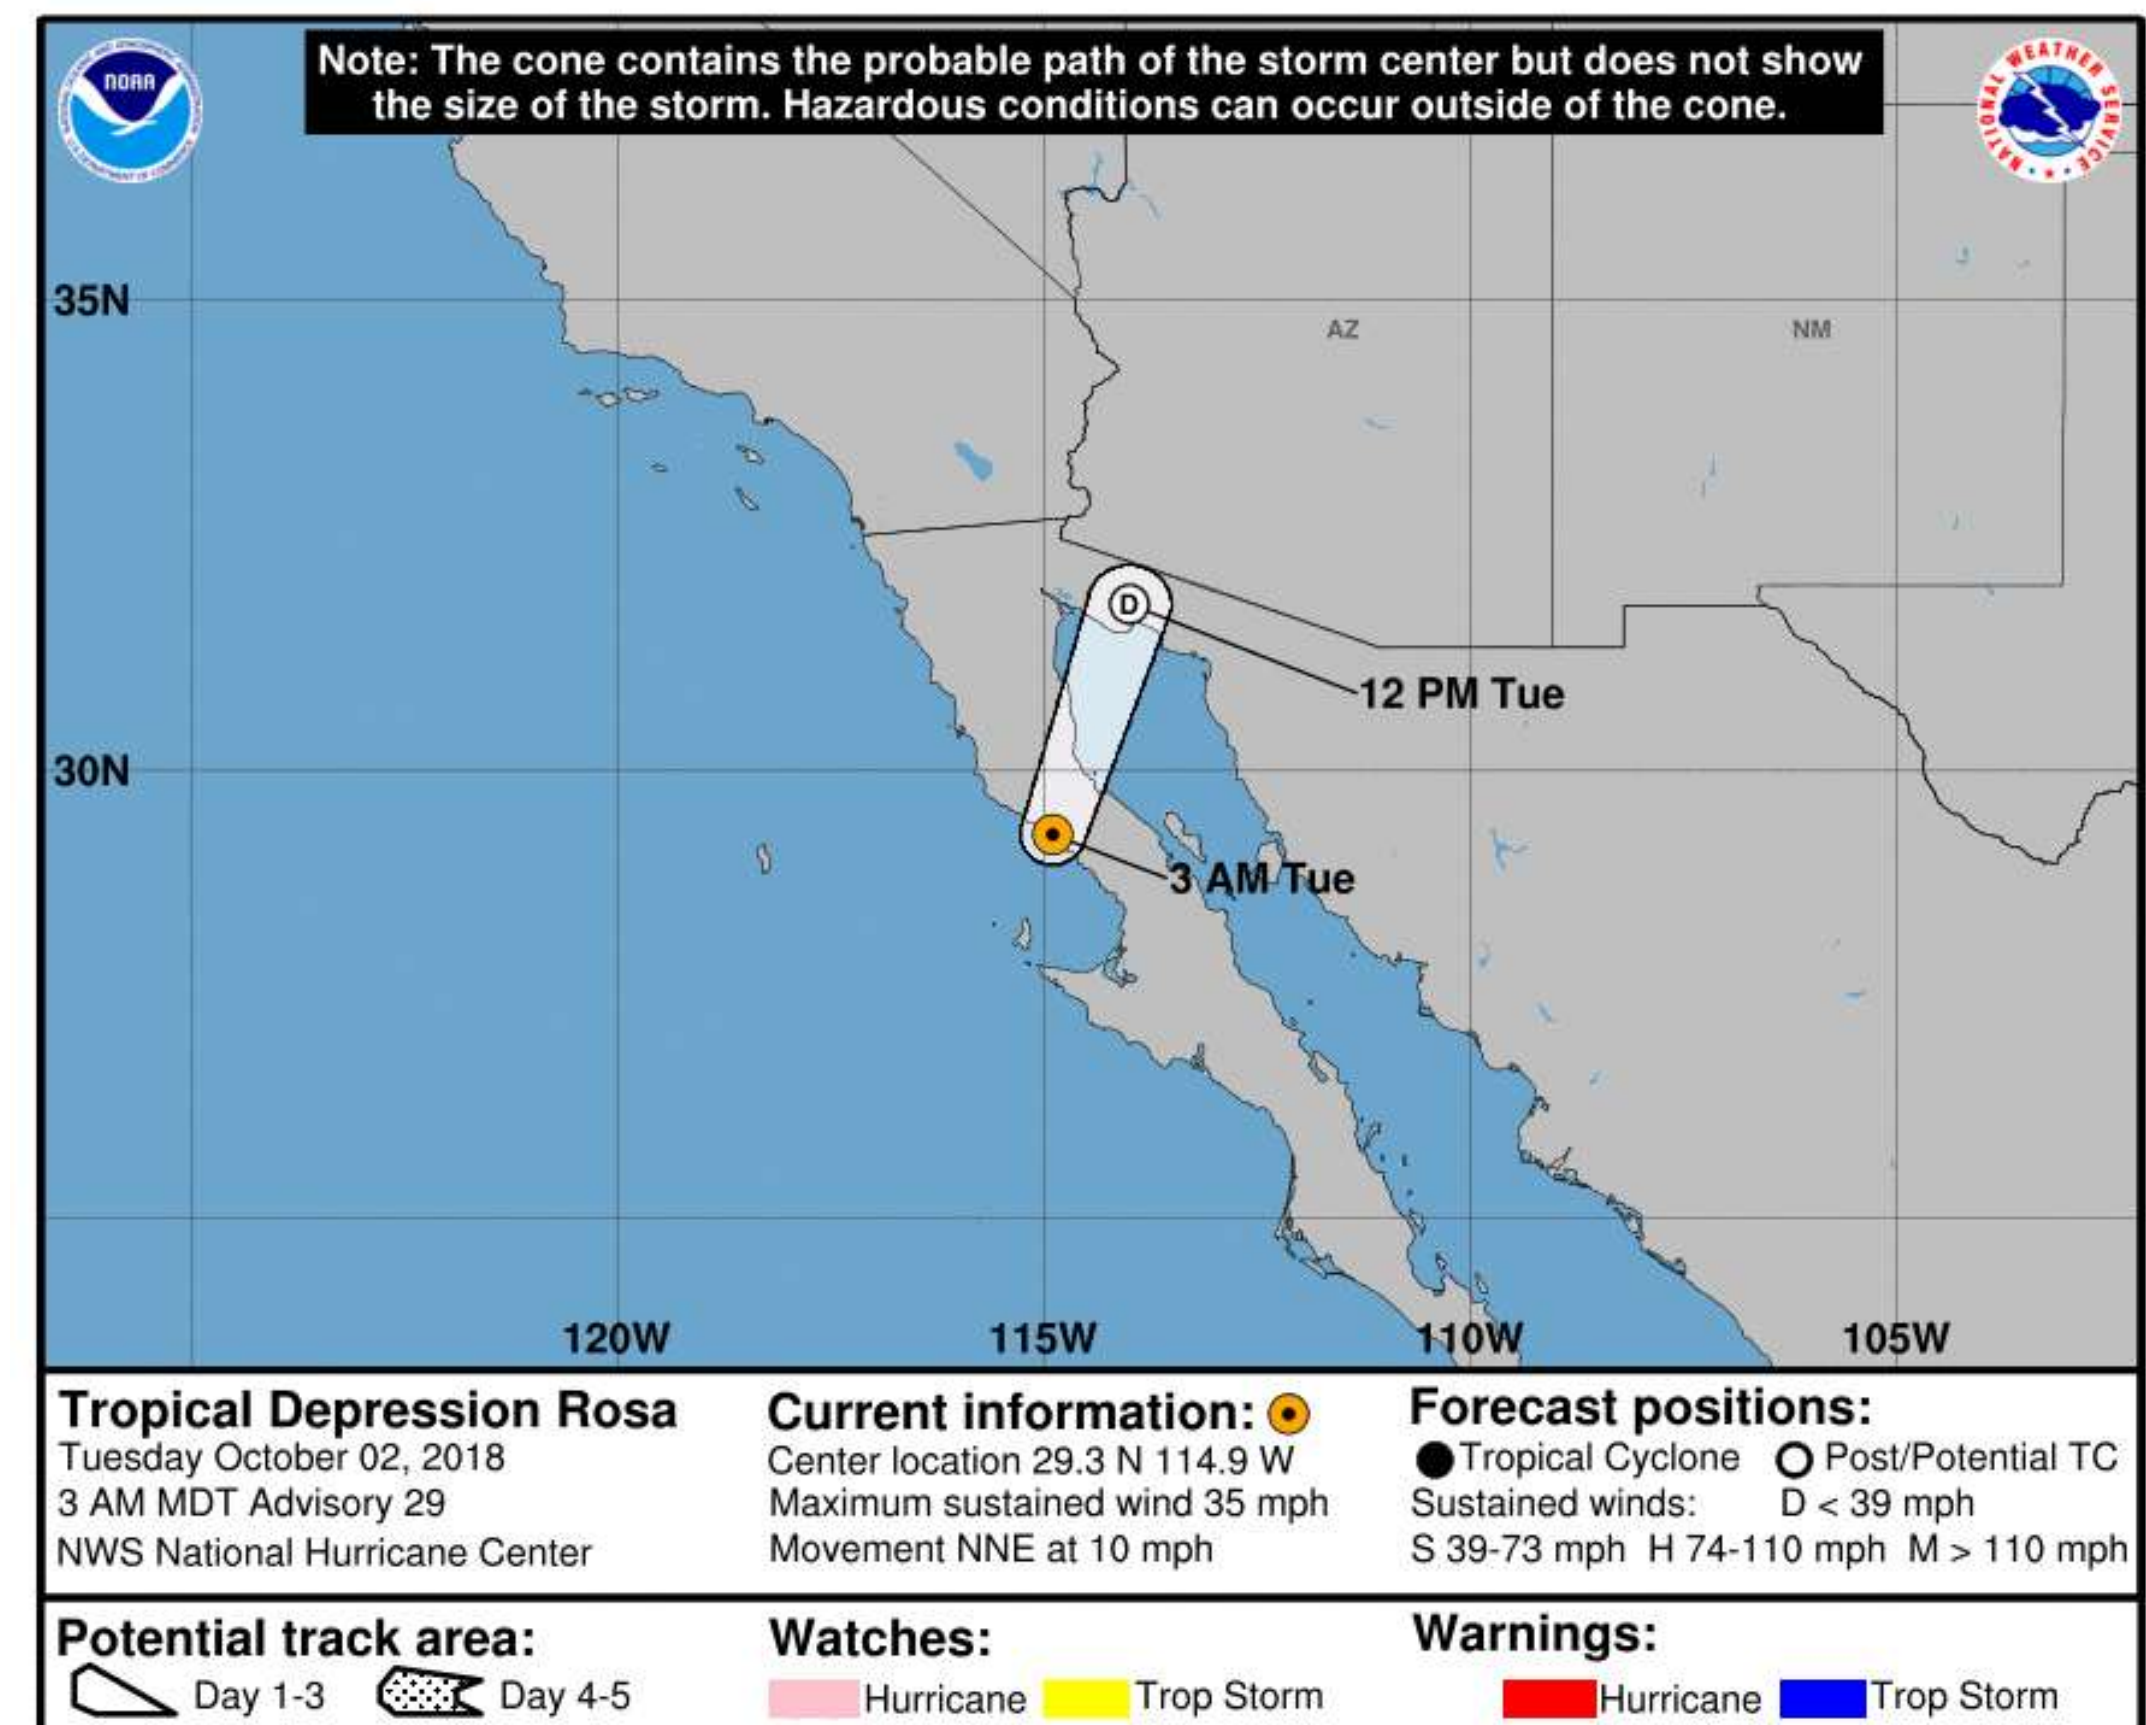 Note: The cone contains the probable path of the storm center but does not show
the size of the storm. Hazardous conditions can occur outside of the cone.
NOAA
NATIONAL WEATHER SERVICE
35N
AZ
NM
D
12 PM Tue
30N
3 AM Tue
120W
115W
110W
105W
Tropical Depression Rosa
Tuesday October 02, 2018
3 AM MDT Advisory 29
NWS National Hurricane Center
Current information:
Center location 29.3 N 114.9 W
Maximum sustained wind 35 mph
Movement NNE at 10 mph
Forecast positions:
Tropical Cyclone Post/Potential TC
Sustained winds: D < 39 mph
S 39-73 mph H 74-110 mph M > 110 mph
Potential track area:
Day 1-3 Day 4-5
Watches:
Hurricane Trop Storm
Warnings:
Hurricane Trop Storm